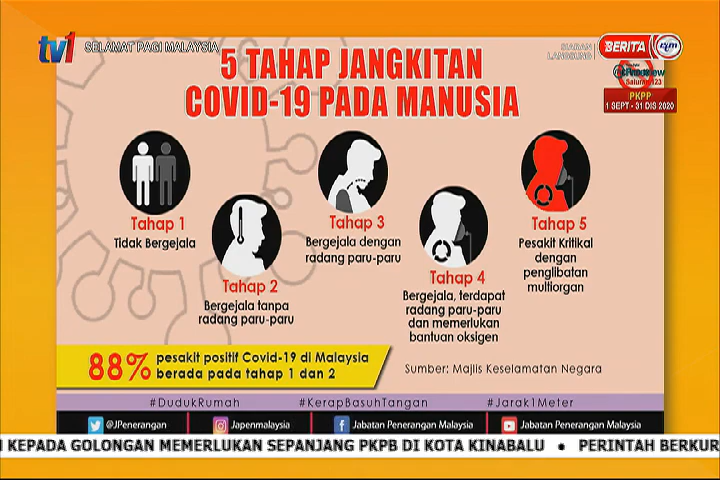 tv1
SELAMAT PAGI MALAYSIA
SIARAN
LANGSUNG
BERITA
rtm
Saluran 123
PKPP
1 SEPT - 31 DIS 2020
5 TAHAP JANGKITAN
COVID-19 PADA MANUSIA
Tahap 1
Tidak Bergejala
Tahap 2
Bergejala tanpa
radang paru-paru
Tahap 3
Bergejala dengan
radang paru-paru
Tahap 4
Bergejala, terdapat
radang paru-paru
dan memerlukan
bantuan oksigen
Tahap 5
Pesakit Kritikal
dengan
penglibatan
multiorgan
88% pesakit positif Covid-19 di Malaysia
berada pada tahap 1 dan 2
Sumber: Majlis Keselamatan Negara
#DudukRumah #KerapBasuhTangan #Jarak1Meter
@JPenerangan Japenmalaysia Jabatan Penerangan Malaysia Jabatan Penerangan Malaysia
KEPADA GOLONGAN MEMERLUKAN SEPANJANG PKPB DI KOTA KINABALU • PERINTAH BERKUR